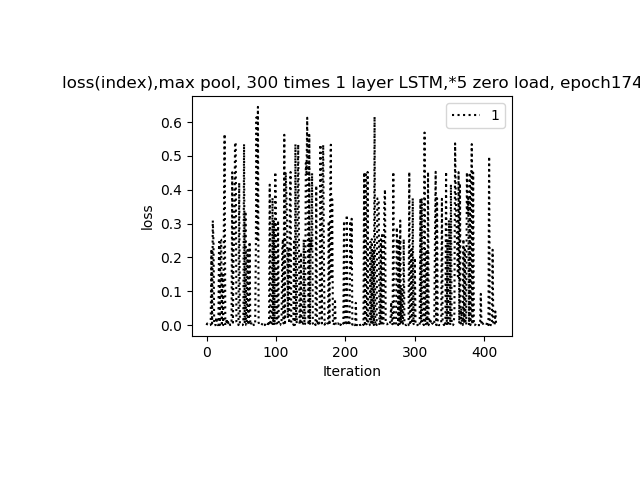 loss(index),max pool, 300 times 1 layer LSTM,*5 zero load, epoch174
1
0.6
0.5
0.4
0.3
0.2
0.1
0.0
loss
0 100 200 300 400
Iteration